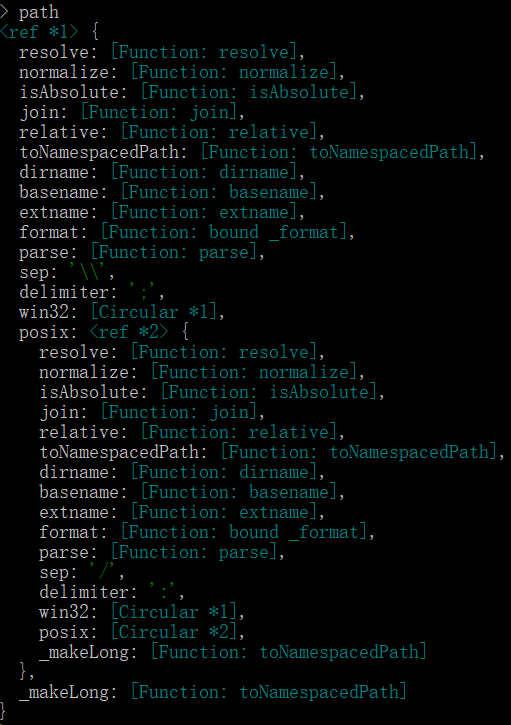 > path
<ref *1> {
  resolve: [Function: resolve],
  normalize: [Function: normalize],
  isAbsolute: [Function: isAbsolute],
  join: [Function: join],
  relative: [Function: relative],
  toNamespacedPath: [Function: toNamespacedPath],
  dirname: [Function: dirname],
  basename: [Function: basename],
  extname: [Function: extname],
  format: [Function: bound _format],
  parse: [Function: parse],
  sep: '\\',
  delimiter: ';',
  win32: [Circular *1],
  posix: <ref *2> {
    resolve: [Function: resolve],
    normalize: [Function: normalize],
    isAbsolute: [Function: isAbsolute],
    join: [Function: join],
    relative: [Function: relative],
    toNamespacedPath: [Function: toNamespacedPath],
    dirname: [Function: dirname],
    basename: [Function: basename],
    extname: [Function: extname],
    format: [Function: bound _format],
    parse: [Function: parse],
    sep: '/',
    delimiter: ':',
    win32: [Circular *1],
    posix: [Circular *2],
    _makeLong: [Function: toNamespacedPath]
  },
  _makeLong: [Function: toNamespacedPath]
}